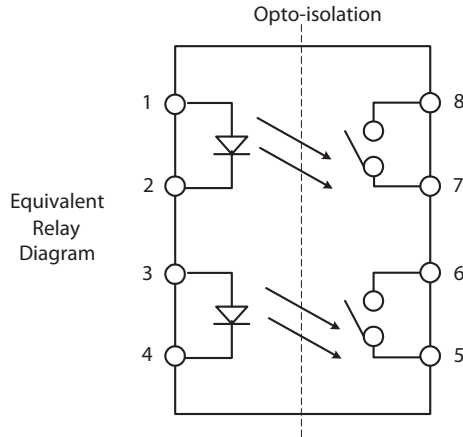 Opto-isolation
1
8
2
7
Equivalent
Relay
Diagram
3
6
4
5